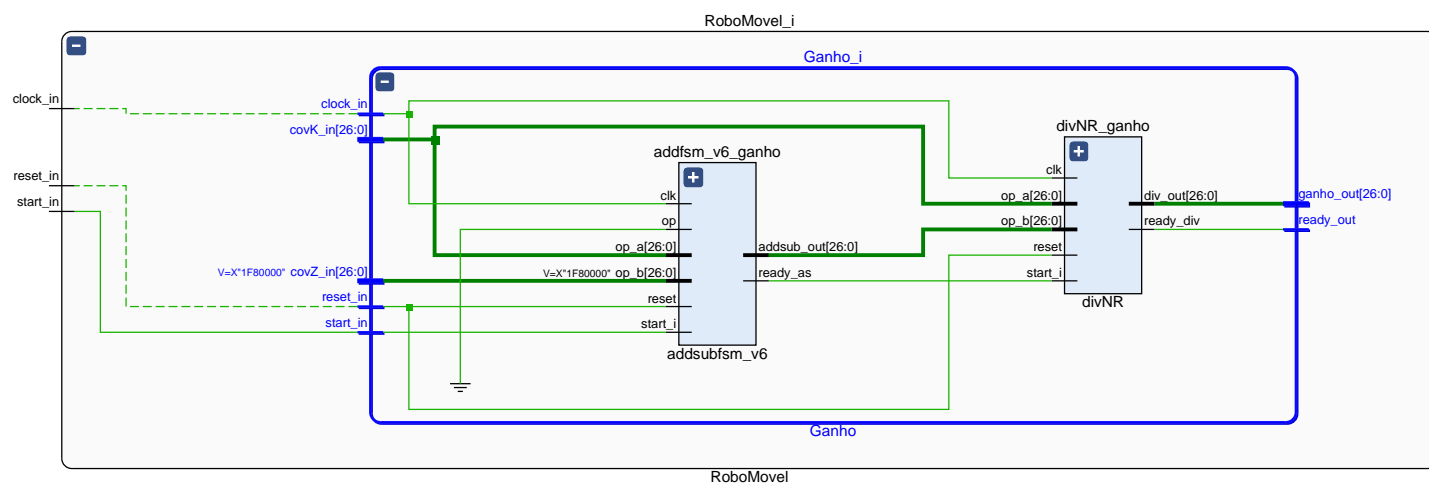 RoboMovel_i
Ganho_i
clock_in
clock_in
covK_in[26:0]
divNR_ganho
addfsm_v6_ganho
reset_in
clk
start_in
clk
op_a[26:0]
div_out[26:0]
ganho_out[26:0]
op
op_b[26:0]
ready_div
ready_out
op_a[26:0]
addsub_out[26:0]
reset
V=X"1F80000" covZ_in[26:0]
V=X"1F80000" op_b[26:0]
ready_as
start_i
reset_in
reset
divNR
start_in
start_i
addsubfsm_v6
Ganho
RoboMovel